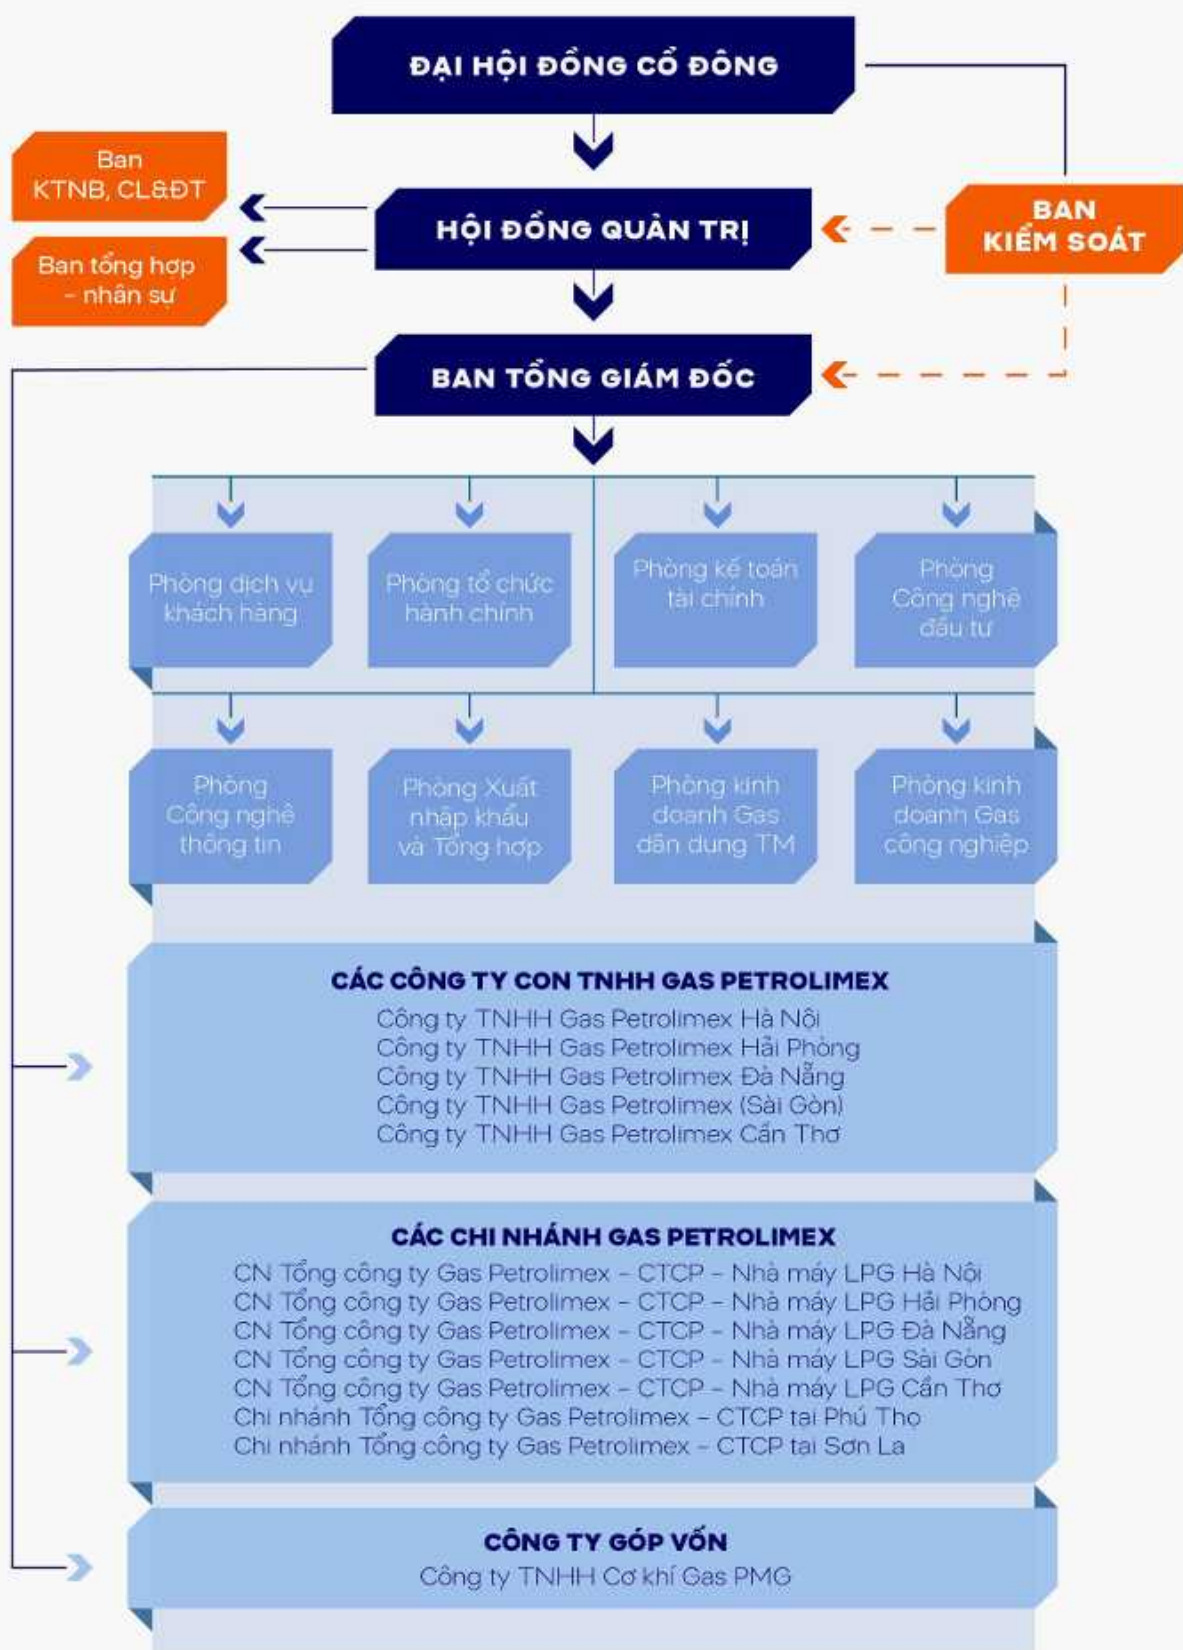 ĐẠI HỘI ĐỒNG CỔ ĐÔNG
Ban
KTNB, CL&ĐT
HỘI ĐỒNG QUẢN TRỊ
BAN
KIỂM SOÁT
Ban tổng hợp
– nhân sự
BAN TỔNG GIÁM ĐỐC
Phòng dịch vụ
khách hàng
Phòng tổ chức
hành chính
Phòng kế toán
tài chính
Phòng
Công nghệ
đầu tư
Phòng
Công nghệ
thông tin
Phòng Xuất
nhập khẩu
và Tổng hợp
Phòng kinh
doanh Gas
dân dung TM
Phòng kinh
doanh Gas
công nghiệp
CÁC CÔNG TY CON TNHH GAS PETROLIMEX
Công ty TNHH Gas Petrolimex Hà Nội
Công ty TNHH Gas Petrolimex Hải Phòng
Công ty TNHH Gas Petrolimex Đà Nẵng
Công ty TNHH Gas Petrolimex (Sài Gòn)
Công ty TNHH Gas Petrolimex Cần Thơ
CÁC CHI NHÁNH GAS PETROLIMEX
CN Tổng công ty Gas Petrolimex – CTCP – Nhà máy LPG Hà Nội
CN Tổng công ty Gas Petrolimex – CTCP – Nhà máy LPG Hải Phòng
CN Tổng công ty Gas Petrolimex – CTCP – Nhà máy LPG Đà Nẵng
CN Tổng công ty Gas Petrolimex – CTCP – Nhà máy LPG Sài Gòn
CN Tổng công ty Gas Petrolimex – CTCP – Nhà máy LPG Cần Thơ
Chi nhánh Tổng công ty Gas Petrolimex – CTCP tại Phú Thọ
Chi nhánh Tổng công ty Gas Petrolimex – CTCP tại Sơn La
CÔNG TY GÓP VỐN
Công ty TNHH Cơ khí Gas PMG